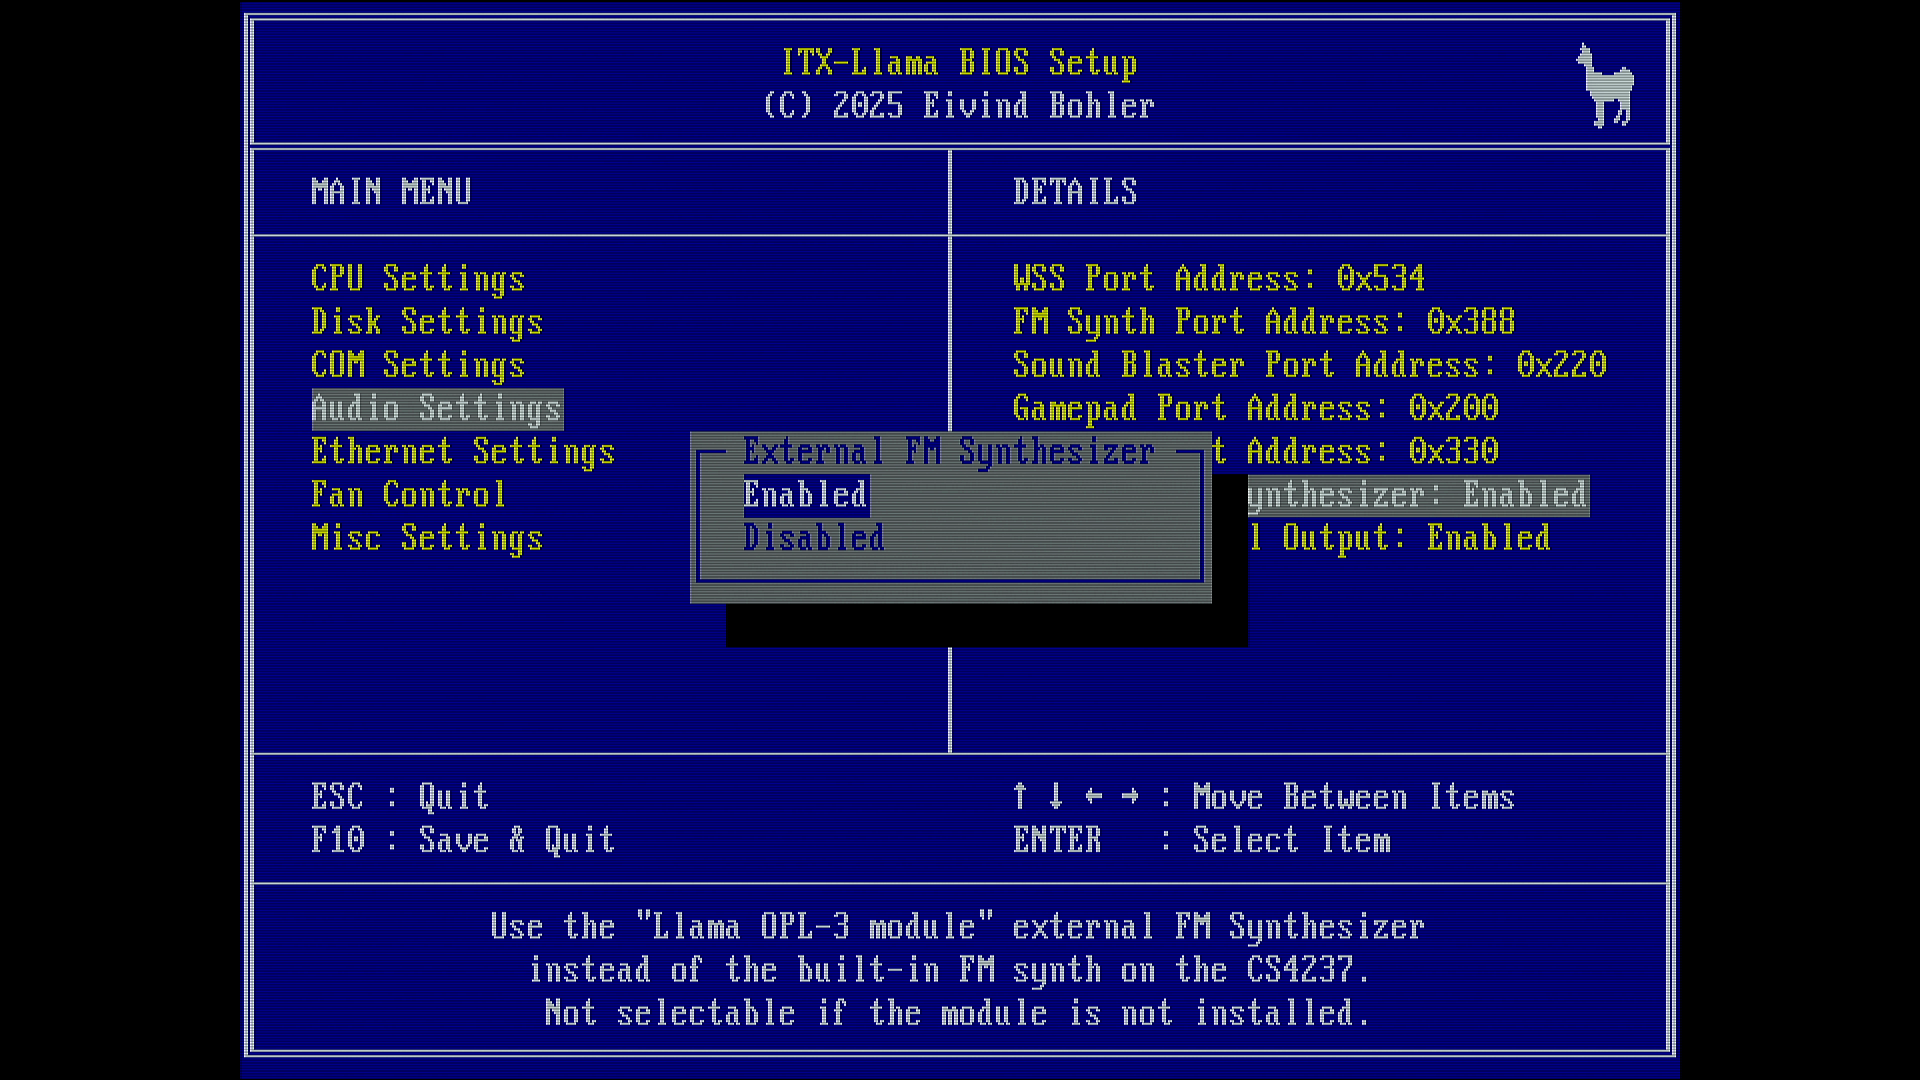 ITX-Llama BIOS Setup
(C) 2025 Eivind Bohler
MAIN MENU
CPU Settings
Disk Settings
COM Settings
Audio Settings
Ethernet Settings
Fan Control
Misc Settings
DETAILS
WSS Port Address: 0x534
FM Synth Port Address: 0x388
Sound Blaster Port Address: 0x220
Gamepad Port Address: 0x200
t Address: 0x330
ynthesizer: Enabled
l Output: Enabled
External FM Synthesizer
Enabled
Disabled
ESC : Quit
F10 : Save & Quit
↑ ↓ ← → : Move Between Items
ENTER : Select Item
Use the "Llama OPL-3 module" external FM Synthesizer
instead of the built-in FM synth on the CS4237.
Not selectable if the module is not installed.